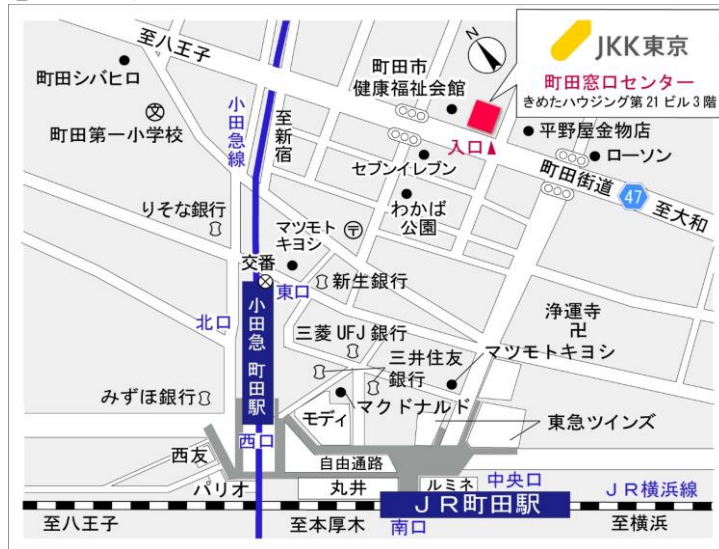 JKK東京
町田窓口センター
きめたハウジング第21ビル3階
至八王子
町田シバヒロ
文
町田第一小学校
小田急線
至新宿
町田市
健康福祉会館
入口
平野屋金物店
ローソン
セブンイレブン
わかば
公園
町田街道
47
至大和
りそな銀行
マツモト
キヨシ
〒
交番
東口
新生銀行
北口
小田急 町田駅
三菱UFJ銀行
三井住友
銀行
浄運寺
卍
マツモトキヨシ
みずほ銀行
モディ
マクドナルド
東急ツインズ
西口
西友
自由通路
パリオ
丸井
ルミネ
中央口
JR横浜線
JR町田駅
至八王子
至本厚木
南口
至横浜